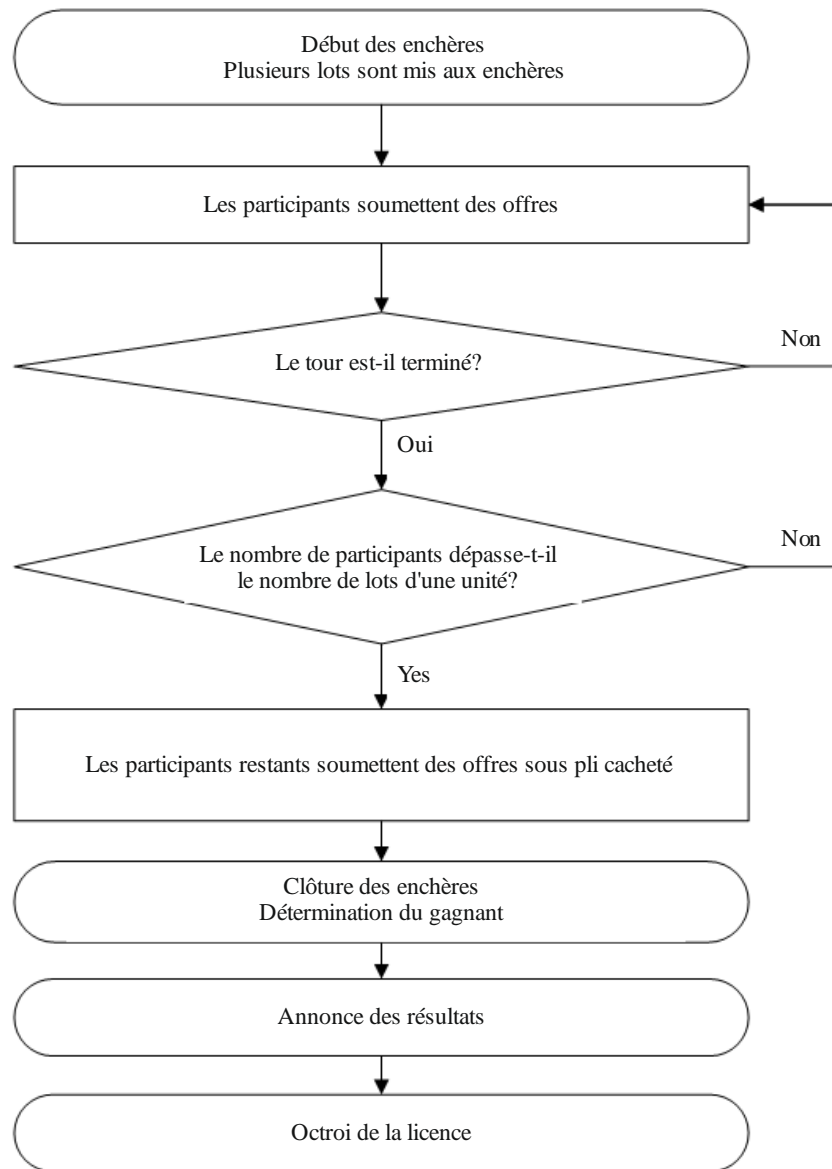 Début des enchères
Plusieurs lots sont mis aux enchères
Les participants soumettent des offres
Le tour est-il terminé?
Non
Oui
Le nombre de participants dépasse-t-il
le nombre de lots d'une unité?
Non
Yes
Les participants restants soumettent des offres sous pli cacheté
Clôture des enchères
Détermination du gagnant
Annonce des résultats
Octroi de la licence